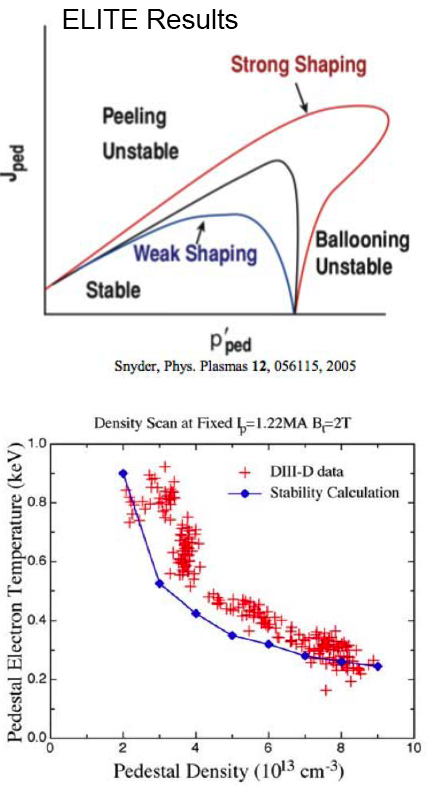 ELITE Results
Strong Shaping
Peeling
Unstable
J_ped
Weak Shaping
Ballooning
Unstable
Stable
p′_ped
Snyder, Phys. Plasmas 12, 056115, 2005
Density Scan at Fixed I_p=1.22MA B_t=2T
Pedestal Electron Temperature (keV)
1.0
0.8
0.6
0.4
0.2
0.0
DIII-D data
Stability Calculation
0 2 4 6 8 10
Pedestal Density (10¹³ cm⁻³)